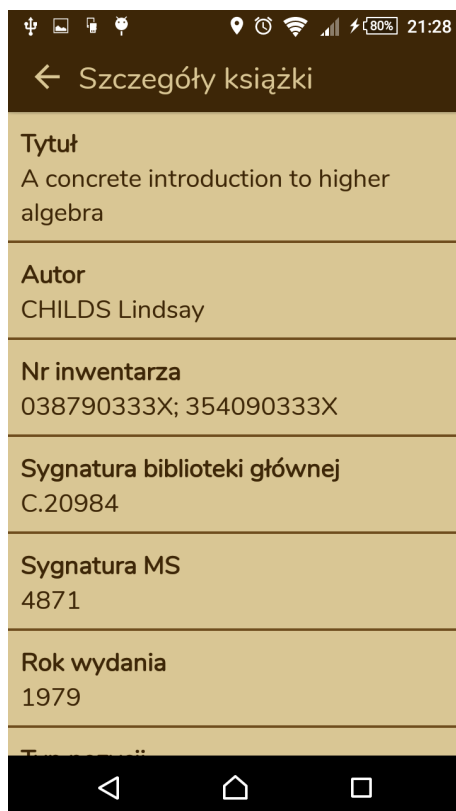 80% 21:28
Szczegóły książki
Tytuł
A concrete introduction to higher
algebra
Autor
CHILDS Lindsay
Nr inwentarza
038790333X; 354090333X
Sygnatura biblioteki głównej
C.20984
Sygnatura MS
4871
Rok wydania
1979